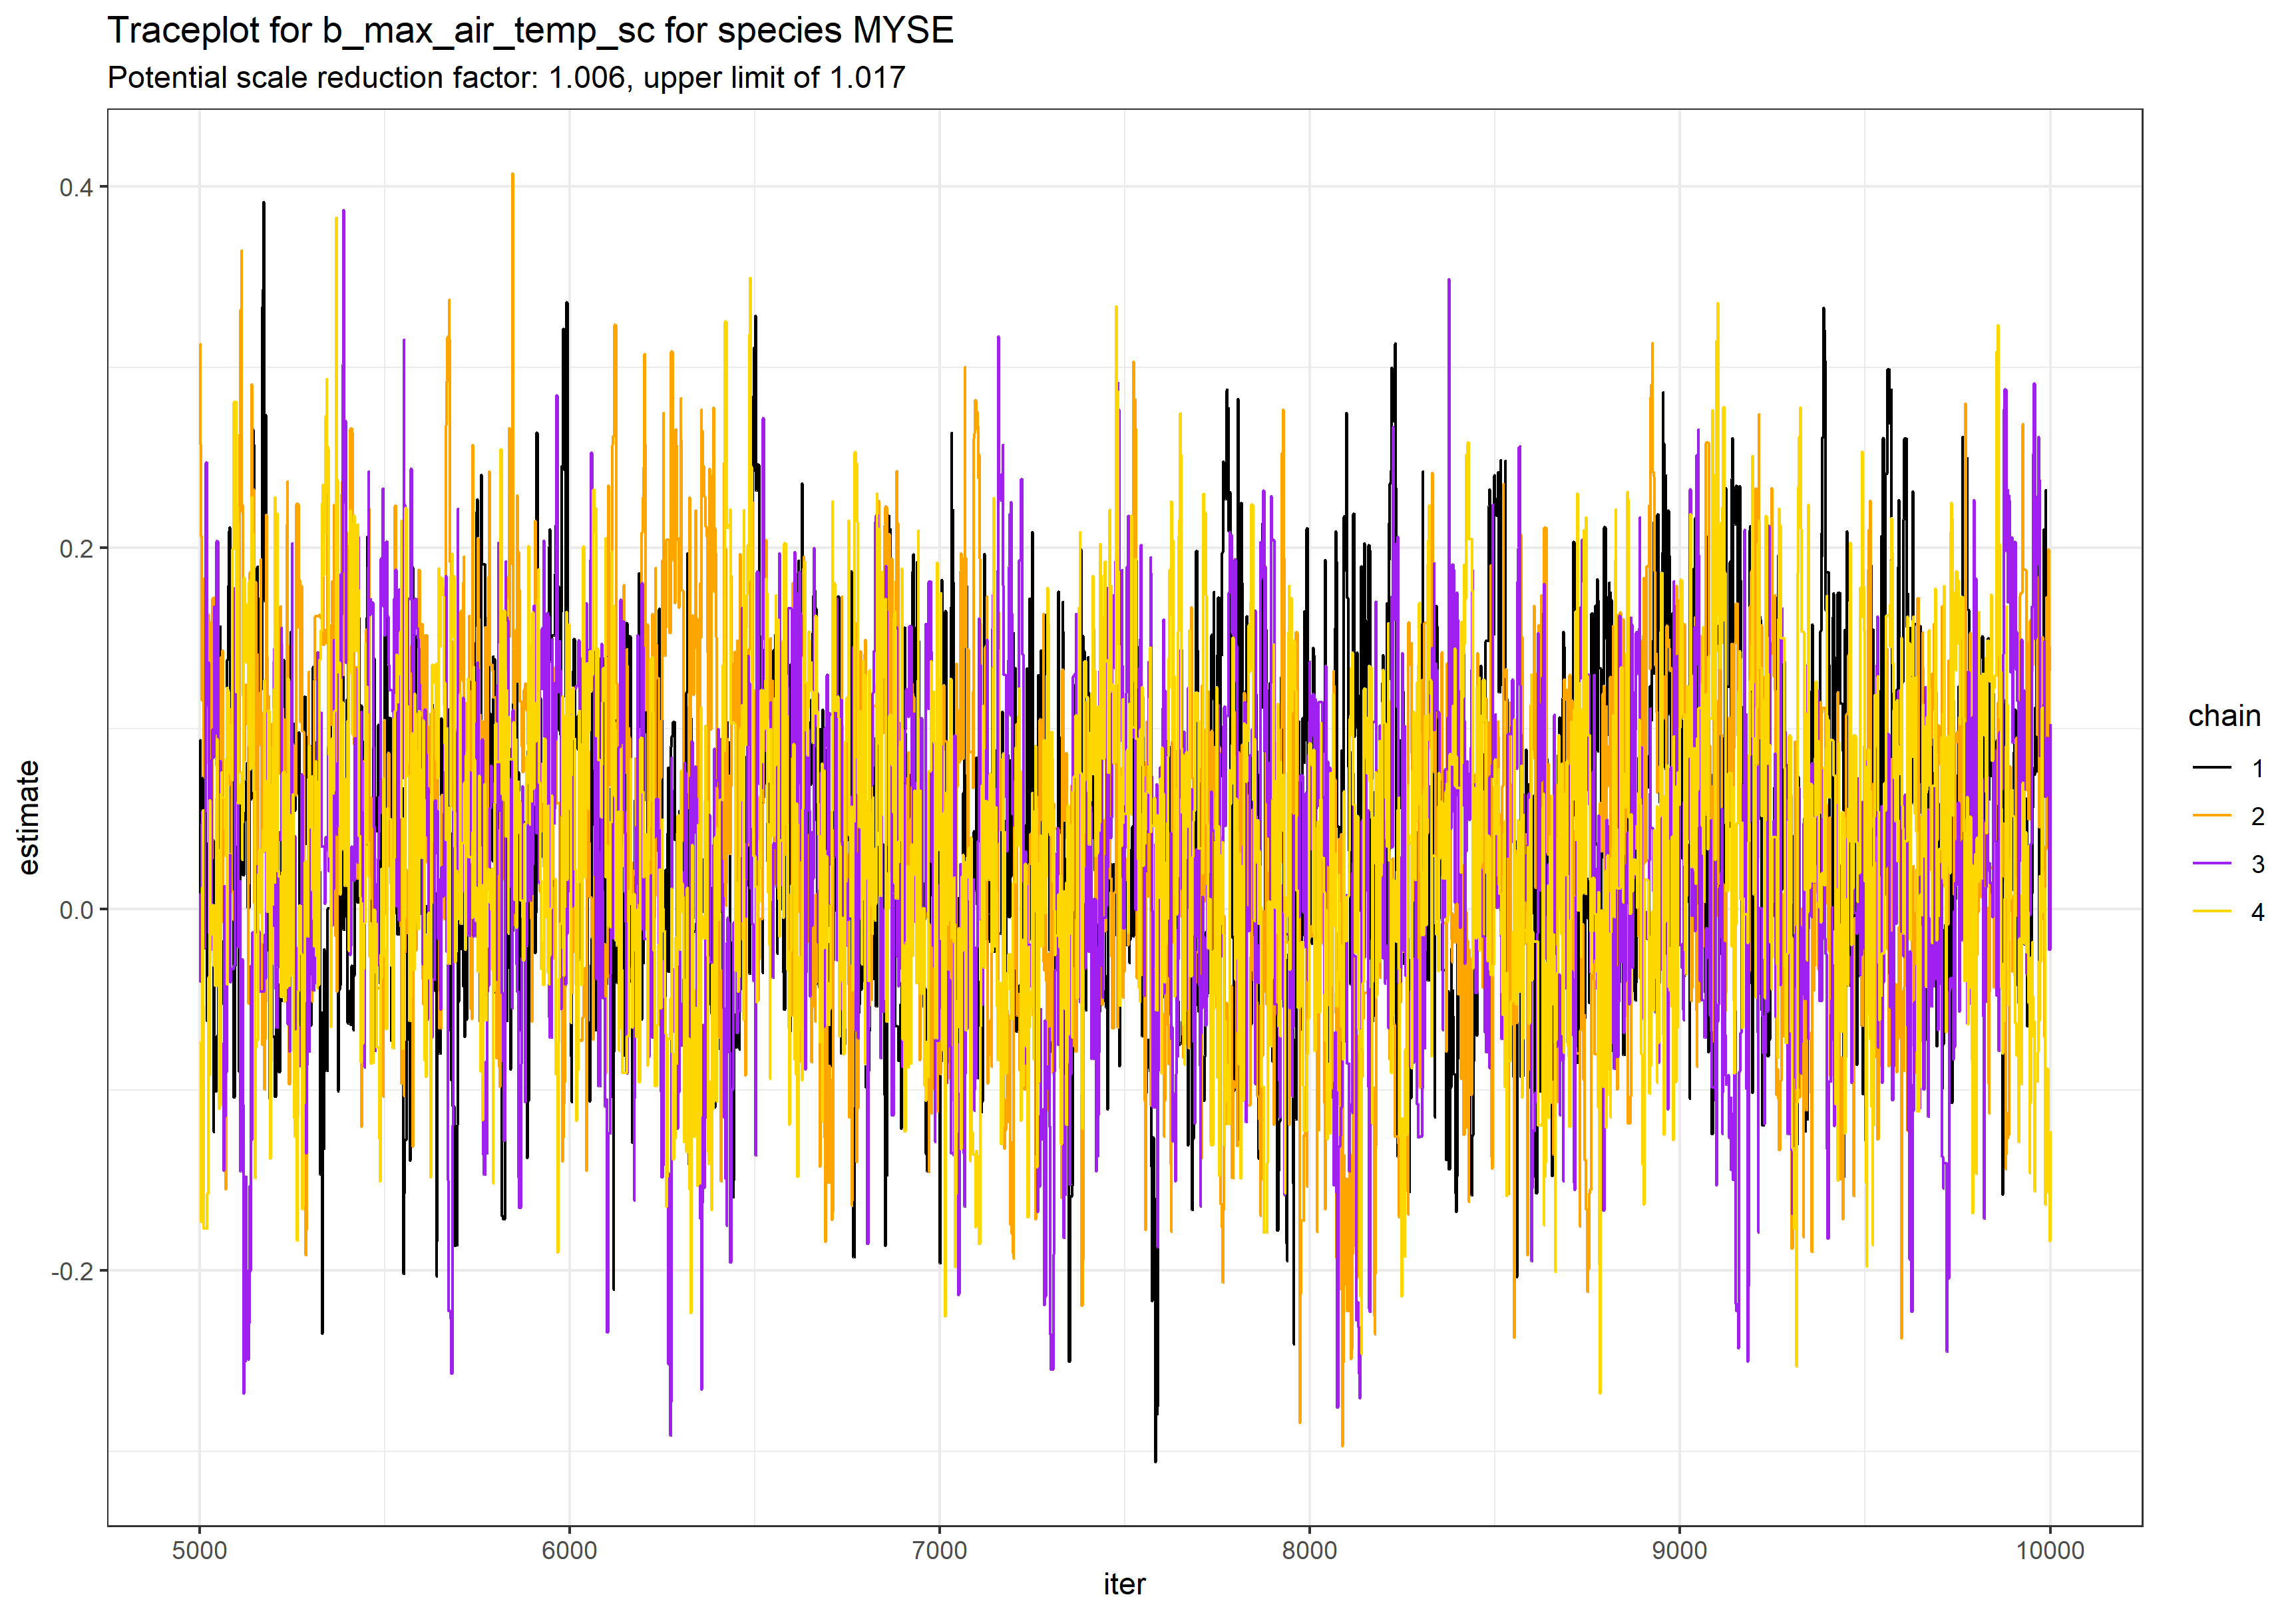 Traceplot for b_max_air_temp_sc for species MYSE
Potential scale reduction factor: 1.006, upper limit of 1.017
0.4
0.2
0.0
-0.2
estimate
5000 6000 7000 8000 9000 10000
iter
chain
1
2
3
4